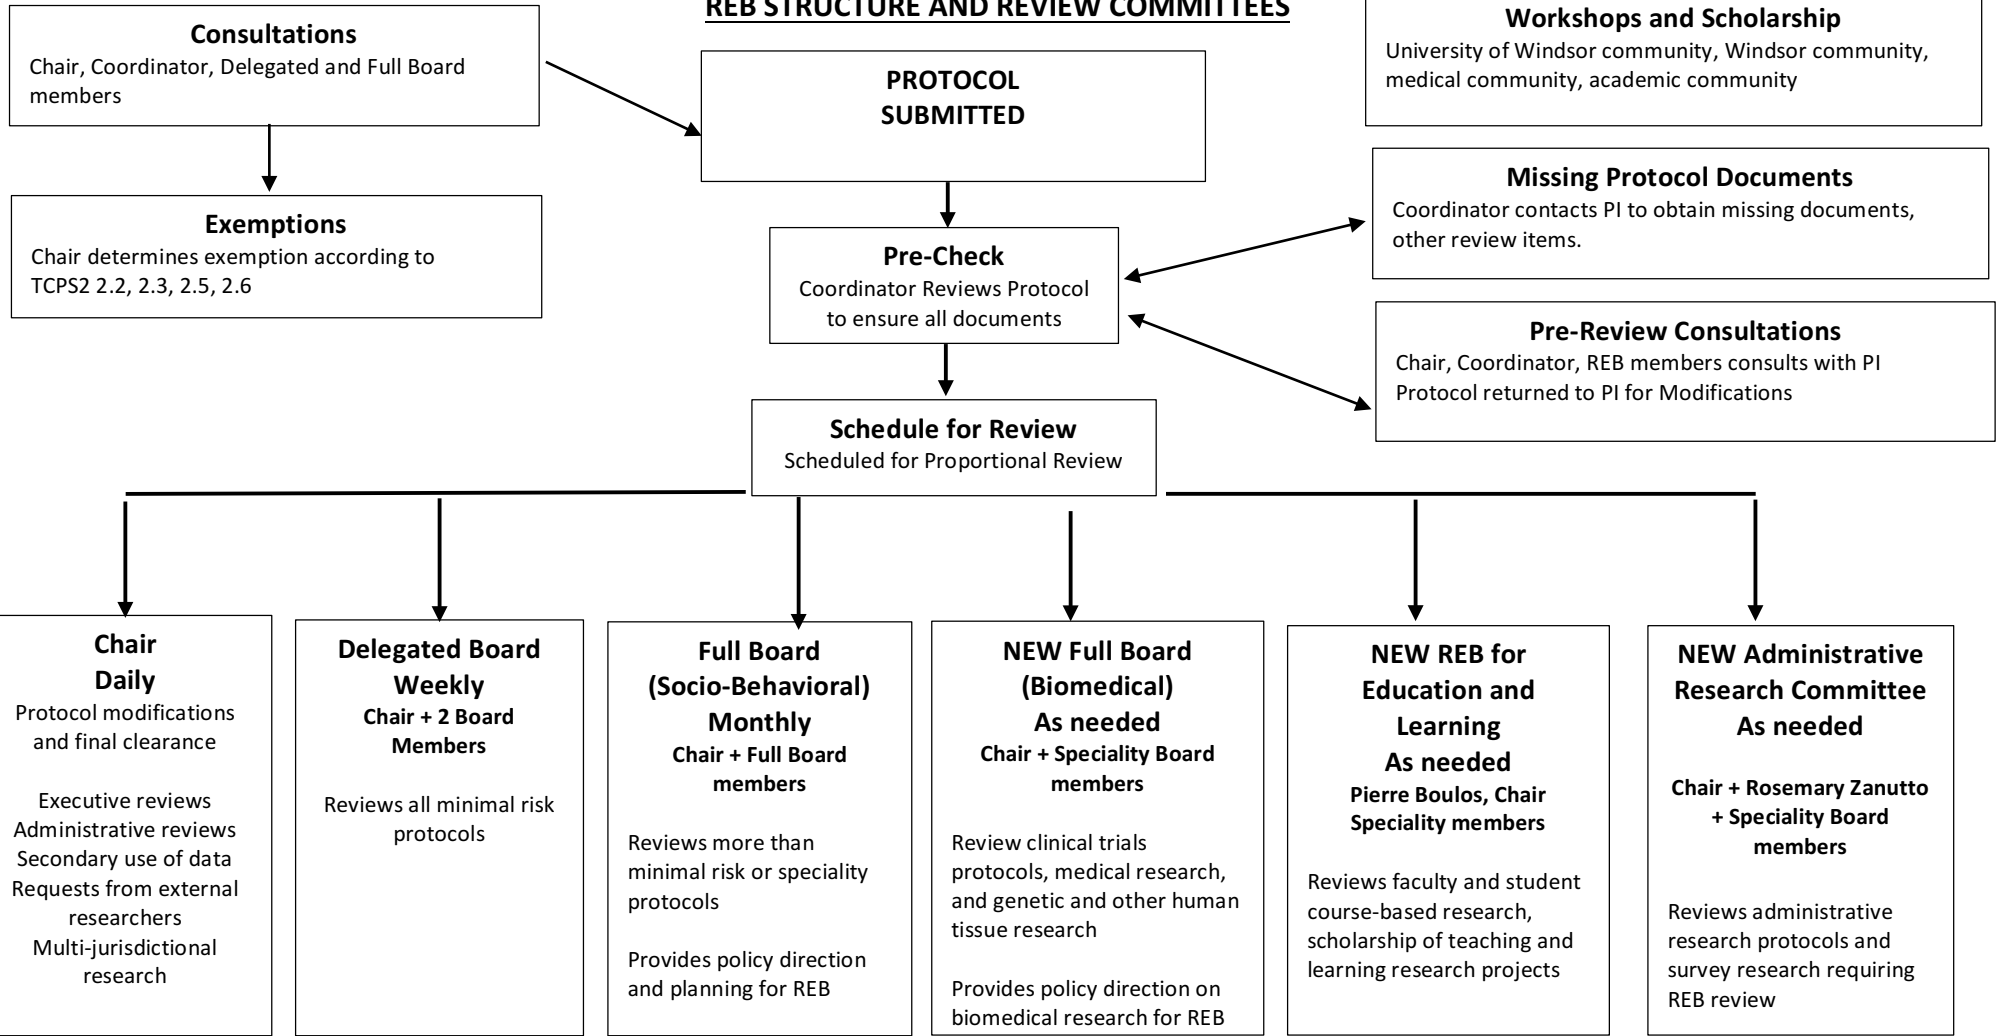 REB STRUCTURE AND REVIEW COMMITTEES
Consultations
Chair, Coordinator, Delegated and Full Board
members
PROTOCOL
SUBMITTED
Workshops and Scholarship
University of Windsor community, Windsor community,
medical community, academic community
Exemptions
Chair determines exemption according to
TCPS2 2.2, 2.3, 2.5, 2.6
Pre-Check
Coordinator Reviews Protocol
to ensure all documents
Missing Protocol Documents
Coordinator contacts PI to obtain missing documents,
other review items.
Pre-Review Consultations
Chair, Coordinator, REB members consults with PI
Protocol returned to PI for Modifications
Schedule for Review
Scheduled for Proportional Review
Chair
Daily
Protocol modifications
and final clearance
Executive reviews
Administrative reviews
Secondary use of data
Requests from external
researchers
Multi-jurisdictional
research
Delegated Board
Weekly
Chair + 2 Board
Members
Reviews all minimal risk
protocols
Full Board
(Socio-Behavioral)
Monthly
Chair + Full Board
members
Reviews more than
minimal risk or speciality
protocols
Provides policy direction
and planning for REB
NEW Full Board
(Biomedical)
As needed
Chair + Speciality Board
members
Review clinical trials
protocols, medical research,
and genetic and other human
tissue research
Provides policy direction on
biomedical research for REB
NEW REB for
Education and
Learning
As needed
Pierre Boulos, Chair
Speciality members
Reviews faculty and student
course-based research,
scholarship of teaching and
learning research projects
NEW Administrative
Research Committee
As needed
Chair + Rosemary Zanutto
+ Speciality Board
members
Reviews administrative
research protocols and
survey research requiring
REB review